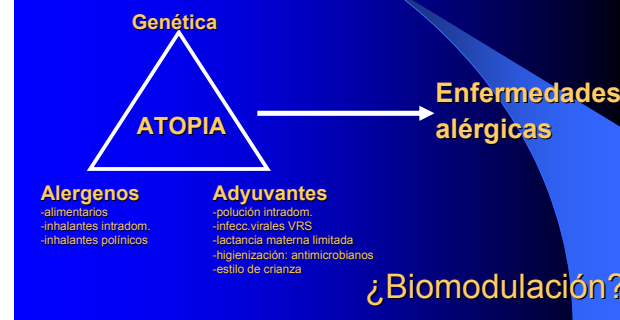 Genética
ATOPIA
Enfermedades
alérgicas
Alergenos
-alimentarios
-inhalantes intradom.
-inhalantes polínicos
Adyuvantes
-polución intradom.
-infecc.virales VRS
-lactancia materna limitada
-higienización: antimicrobianos
-estilo de crianza
¿Biomodulación?